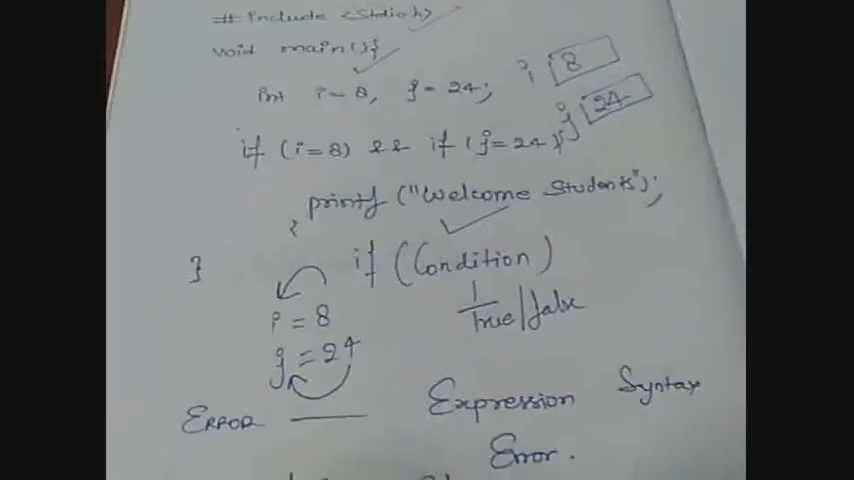 # Include <Stdio.h>
void main(){
int i=8, j=24; i 8
j 24
if (i=8) && if (j=24){
printf ("Welcome Students");
}
}
if (Condition)
True/false
i=8
j=24
ERROR — Expression Syntax
Error.